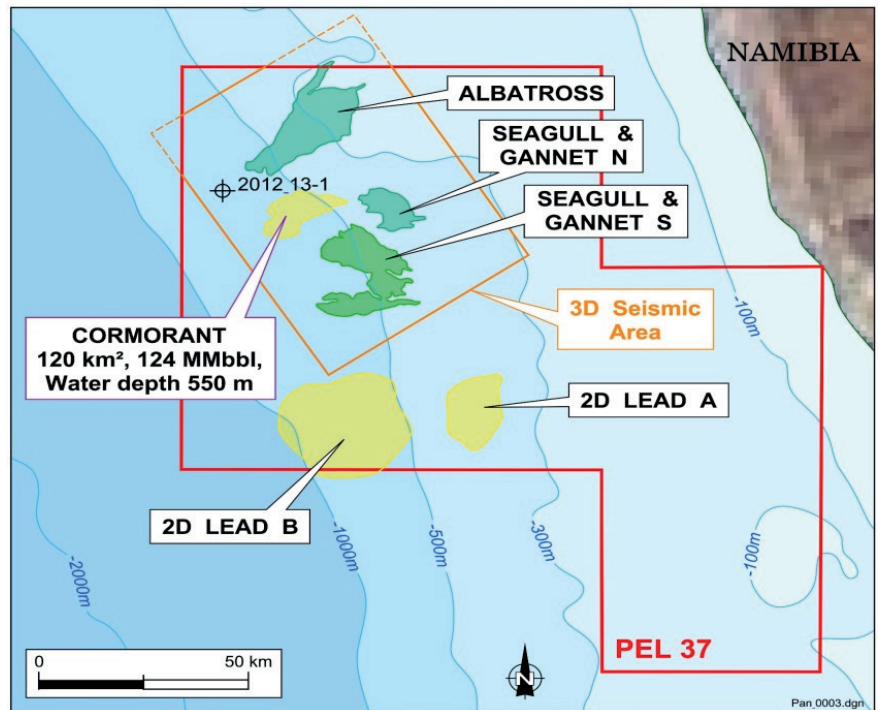 NAMIBIA
ALBATROSS
SEAGULL &
GANNET N
2012_13-1
SEAGULL &
GANNET S
CORMORANT
120 km², 124 MMbbl,
Water depth 550 m
3D Seismic
Area
-100m
2D LEAD A
2D LEAD B
-1000m
-500m
-300m
-100m
-2000m
0 50 km
N
PEL 37
Pan_0003.dgn